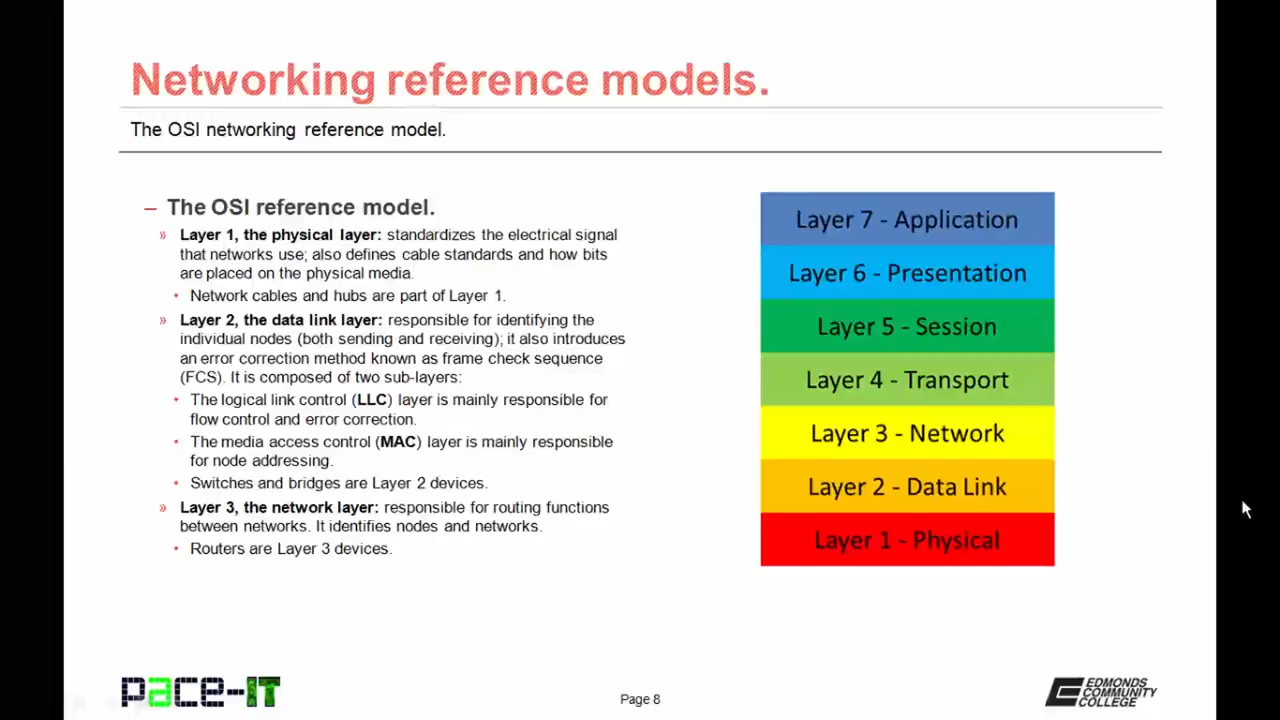 Networking reference models.
The OSI networking reference model.
– The OSI reference model.
» Layer 1, the physical layer: standardizes the electrical signal
that networks use; also defines cable standards and how bits
are placed on the physical media.
• Network cables and hubs are part of Layer 1.
» Layer 2, the data link layer: responsible for identifying the
individual nodes (both sending and receiving); it also introduces
an error correction method known as frame check sequence
(FCS). It is composed of two sub-layers:
• The logical link control (LLC) layer is mainly responsible for
flow control and error correction.
• The media access control (MAC) layer is mainly responsible
for node addressing.
• Switches and bridges are Layer 2 devices.
» Layer 3, the network layer: responsible for routing functions
between networks. It identifies nodes and networks.
• Routers are Layer 3 devices.
Layer 7 - Application
Layer 6 - Presentation
Layer 5 - Session
Layer 4 - Transport
Layer 3 - Network
Layer 2 - Data Link
Layer 1 - Physical
pace-IT
Page 8
EDMONDS
COMMUNITY
COLLEGE